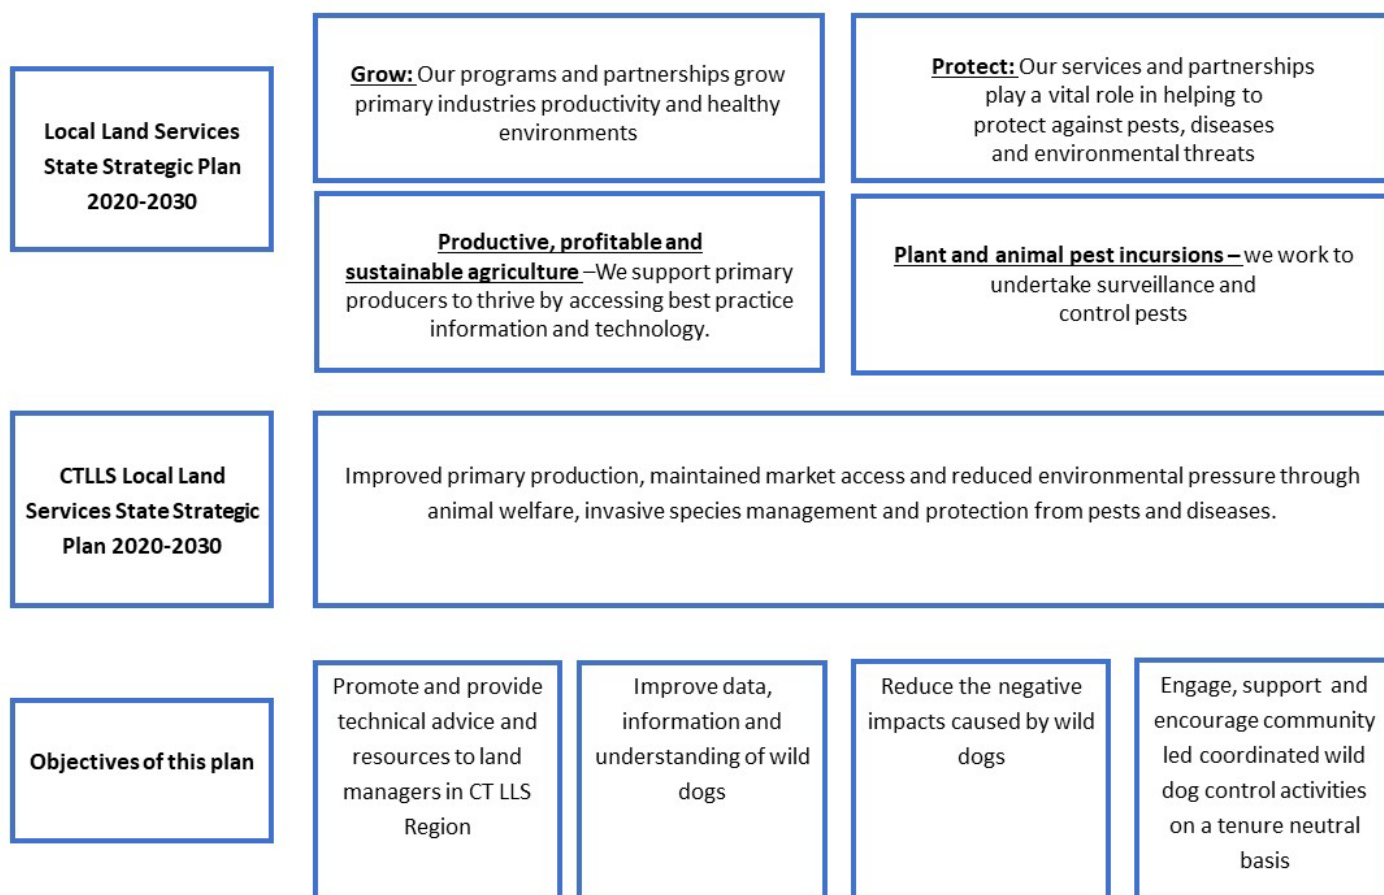 Local Land Services
State Strategic Plan
2020-2030
Grow: Our programs and partnerships grow
primary industries productivity and healthy
environments
Protect: Our services and partnerships
play a vital role in helping to
protect against pests, diseases
and environmental threats
Productive, profitable and
sustainable agriculture –We support primary
producers to thrive by accessing best practice
information and technology.
Plant and animal pest incursions – we work to
undertake surveillance and
control pests
CTLLS Local Land
Services State Strategic
Plan 2020-2030
Improved primary production, maintained market access and reduced environmental pressure through
animal welfare, invasive species management and protection from pests and diseases.
Objectives of this plan
Promote and provide
technical advice and
resources to land
managers in CT LLS
Region
Improve data,
information and
understanding of wild
dogs
Reduce the negative
impacts caused by wild
dogs
Engage, support and
encourage community
led coordinated wild
dog control activities
on a tenure neutral
basis